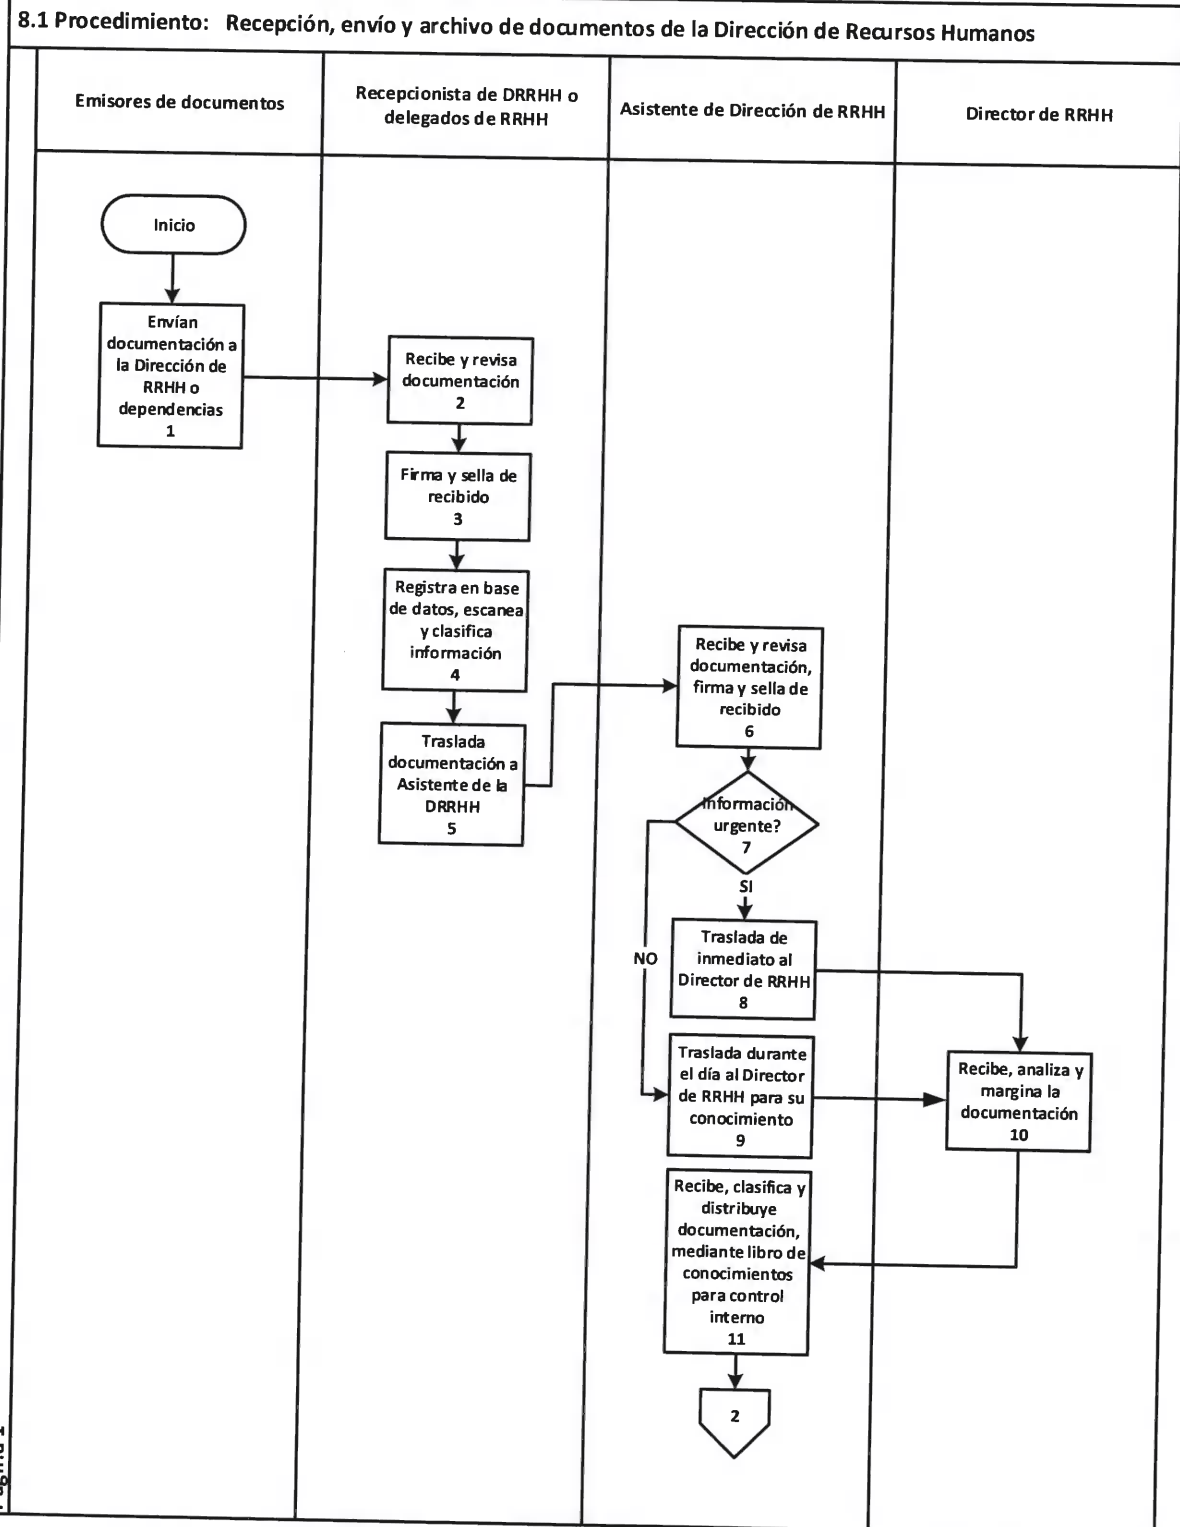 8.1 Procedimiento: Recepción, envío y archivo de documentos de la Dirección de Recursos Humanos
Emisores de documentos
Recepcionista de DRRHH o
delegados de RRHH
Asistente de Dirección de RRHH
Director de RRHH
Inicio
Envían
documentación a
la Dirección de
RRHH o
dependencias
1
Recibe y revisa
documentación
2
Firma y sella de
recibido
3
Registra en base
de datos, escanea
y clasifica
información
4
Traslada
documentación a
Asistente de la
DRRHH
5
Recibe y revisa
documentación,
firma y sella de
recibido
6
Información
urgente?
7
SI
NO
Traslada de
inmediato al
Director de RRHH
8
Traslada durante
el día al Director
de RRHH para su
conocimiento
9
Recibe, analiza y
margina la
documentación
10
Recibe, clasifica y
distribuye
documentación,
mediante libro de
conocimientos
para control
interno
11
2